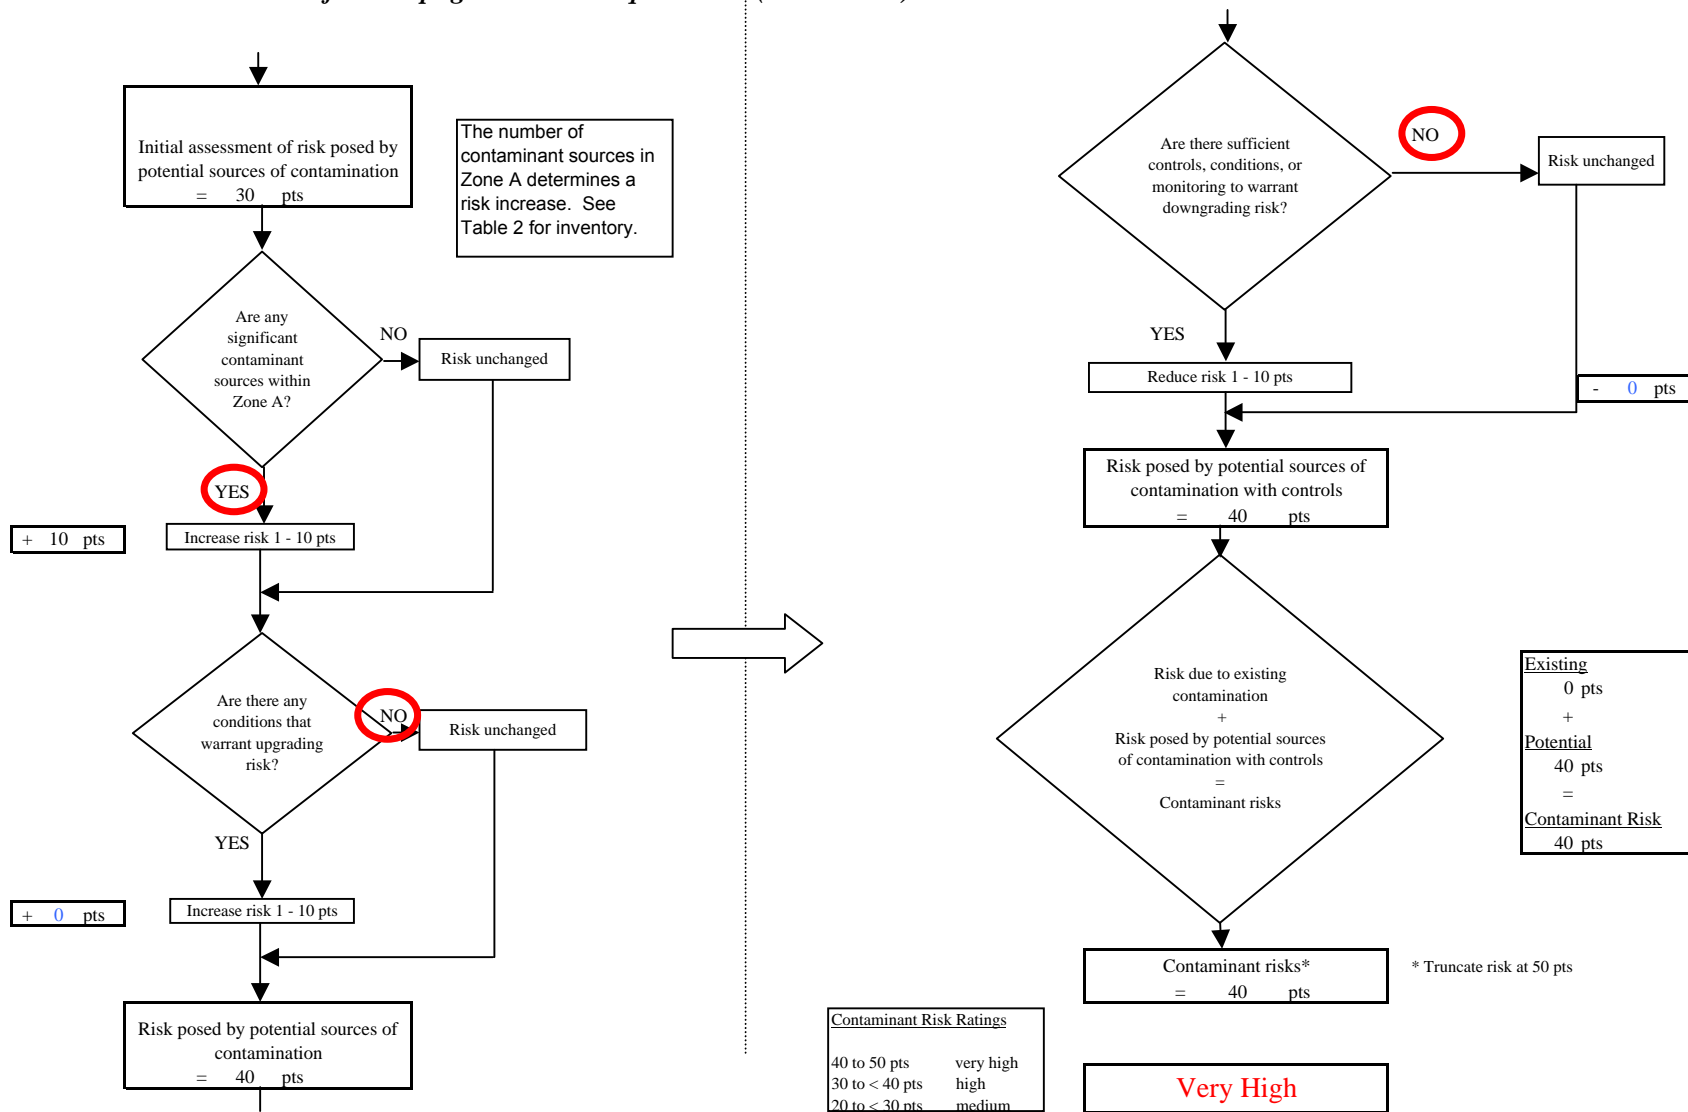 Initial assessment of risk posed by
potential sources of contamination
= 30 pts
The number of
contaminant sources in
Zone A determines a
risk increase. See
Table 2 for inventory.
Are any
significant
contaminant
sources within
Zone A?
NO
Risk unchanged
YES
+ 10 pts
Increase risk 1 - 10 pts
Are there any
conditions that
warrant upgrading
risk?
NO
Risk unchanged
YES
+ 0 pts
Increase risk 1 - 10 pts
Risk posed by potential sources of
contamination
= 40 pts
Are there sufficient
controls, conditions, or
monitoring to warrant
downgrading risk?
NO
Risk unchanged
YES
Reduce risk 1 - 10 pts
- 0 pts
Risk posed by potential sources of
contamination with controls
= 40 pts
Risk due to existing
contamination
+
Risk posed by potential sources
of contamination with controls
=
Contaminant risks
Existing
0 pts
+
Potential
40 pts
=
Contaminant Risk
40 pts
Contaminant risks*
= 40 pts
* Truncate risk at 50 pts
Contaminant Risk Ratings
40 to 50 pts very high
30 to < 40 pts high
20 to < 30 pts medium
Very High